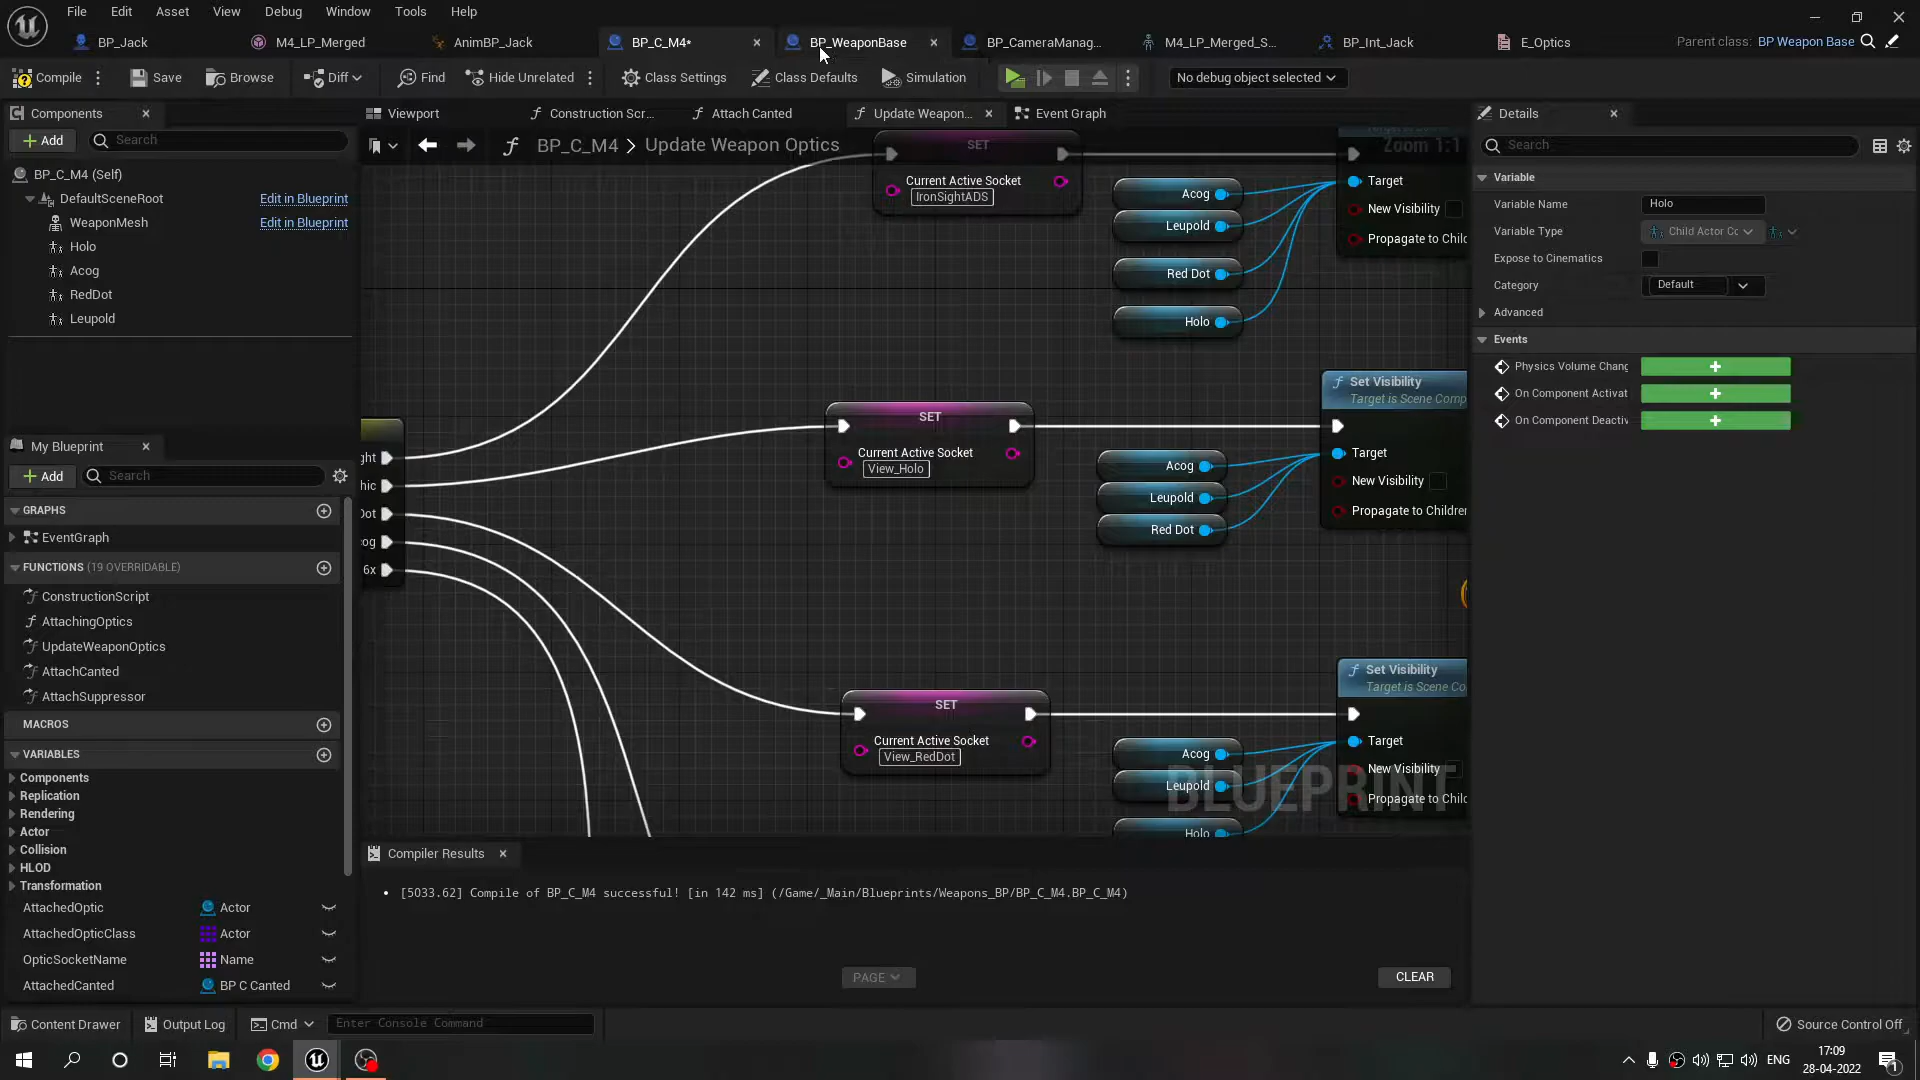 File Edit Asset View Debug Window Tools Help
BP_Jack M4_LP_Merged AnimBP_Jack BP_C_M4* BP_WeaponBase BP_CameraManag... M4_LP_Merged_S... BP_Int_Jack E_Optics Parent class: BP Weapon Base
Compile Save Browse Diff Find Hide Unrelated Class Settings Class Defaults Simulation No debug object selected
Components
Add Search
BP_C_M4 (Self)
DefaultSceneRoot Edit in Blueprint
WeaponMesh Edit in Blueprint
Holo
Acog
RedDot
Leupold
My Blueprint
Add Search
GRAPHS
EventGraph
FUNCTIONS (19 OVERRIDABLE)
ConstructionScript
AttachingOptics
UpdateWeaponOptics
AttachCanted
AttachSuppressor
MACROS
VARIABLES
Components
Replication
Rendering
Actor
Collision
HLOD
Transformation
AttachedOptic Actor
AttachedOpticClass Actor
OpticSocketName Name
AttachedCanted BP C Canted
Viewport Construction Scr... Attach Canted Update Weapon... Event Graph
BP_C_M4 > Update Weapon Optics
Zoom 1:1
SET
Current Active Socket
IronSightADS
Acog
Leupold
Red Dot
Holo
Target
New Visibility
Propagate to Child
ght
hic
Dot
og
6x
SET
Current Active Socket
View_Holo
Acog
Leupold
Red Dot
Set Visibility
Target is Scene Comp
Target
New Visibility
Propagate to Childrer
SET
Current Active Socket
View_RedDot
Acog
Leupold
Holo
Set Visibility
Target is Scene Co
Target
New Visibility
Propagate to Child
BLUEPRINT
Compiler Results
[5033.62] Compile of BP_C_M4 successful! [in 142 ms] (/Game/_Main/Blueprints/Weapons_BP/BP_C_M4.BP_C_M4)
PAGE CLEAR
Details
Search
Variable
Variable Name Holo
Variable Type Child Actor Cc
Expose to Cinematics
Category Default
Advanced
Events
Physics Volume Chang
On Component Activat
On Component Deactiv
Content Drawer Output Log Cmd Enter Console Command Source Control Off
ENG 17:09
28-04-2022
1